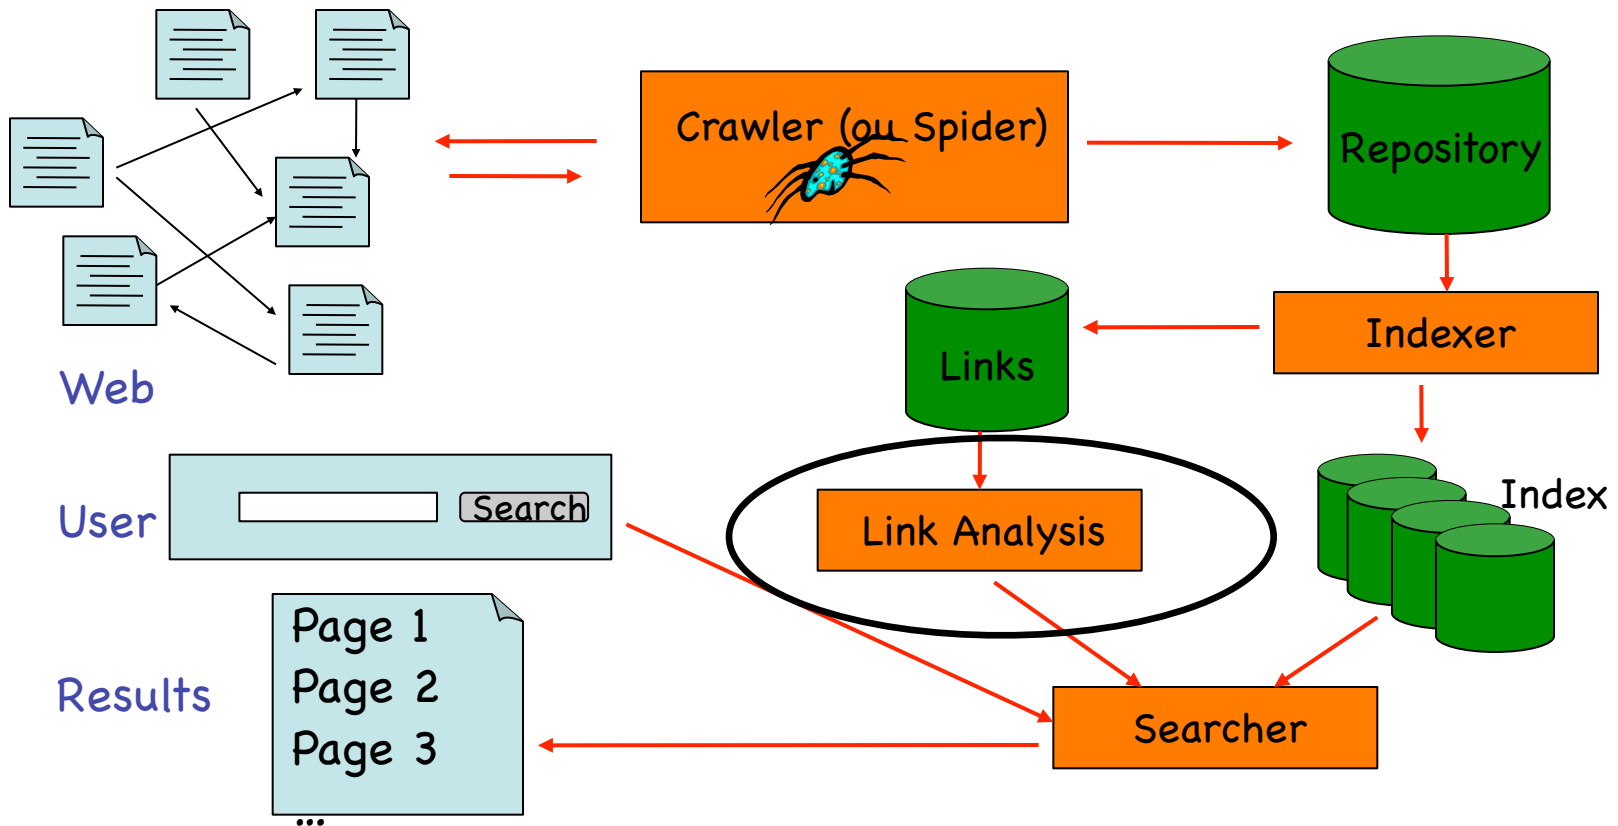 Crawler (ou Spider)
Repository
Indexer
Links
Web
Search
User
Index
Link Analysis
Page 1
Page 2
Results
Page 3
Searcher
...